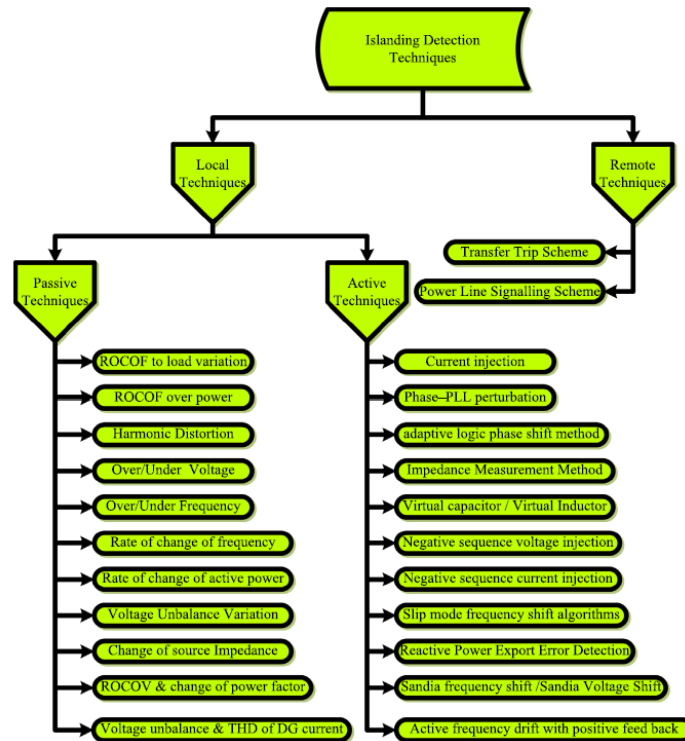 Islanding Detection
Techniques
Local
Techniques
Remote
Techniques
Transfer Trip Scheme
Power Line Signalling Scheme
Passive
Techniques
ROCOF to load variation
ROCOF over power
Harmonic Distortion
Over/Under Voltage
Over/Under Frequency
Rate of change of frequency
Rate of change of active power
Voltage Unbalance Variation
Change of source Impedance
ROCOV & change of power factor
Voltage unbalance & THD of DG current
Active
Techniques
Current injection
Phase–PLL perturbation
adaptive logic phase shift method
Impedance Measurement Method
Virtual capacitor / Virtual Inductor
Negative sequence voltage injection
Negative sequence current injection
Slip mode frequency shift algorithms
Reactive Power Export Error Detection
Sandia frequency shift /Sandia Voltage Shift
Active frequency drift with positive feed back